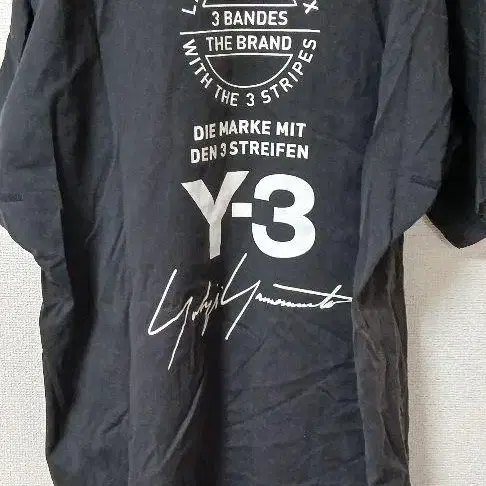 3 BANDES
THE BRAND
WITH THE 3 STRIPES
DIE MARKE MIT
DEN 3 STREIFEN
Y-3
Yohji Yamamoto